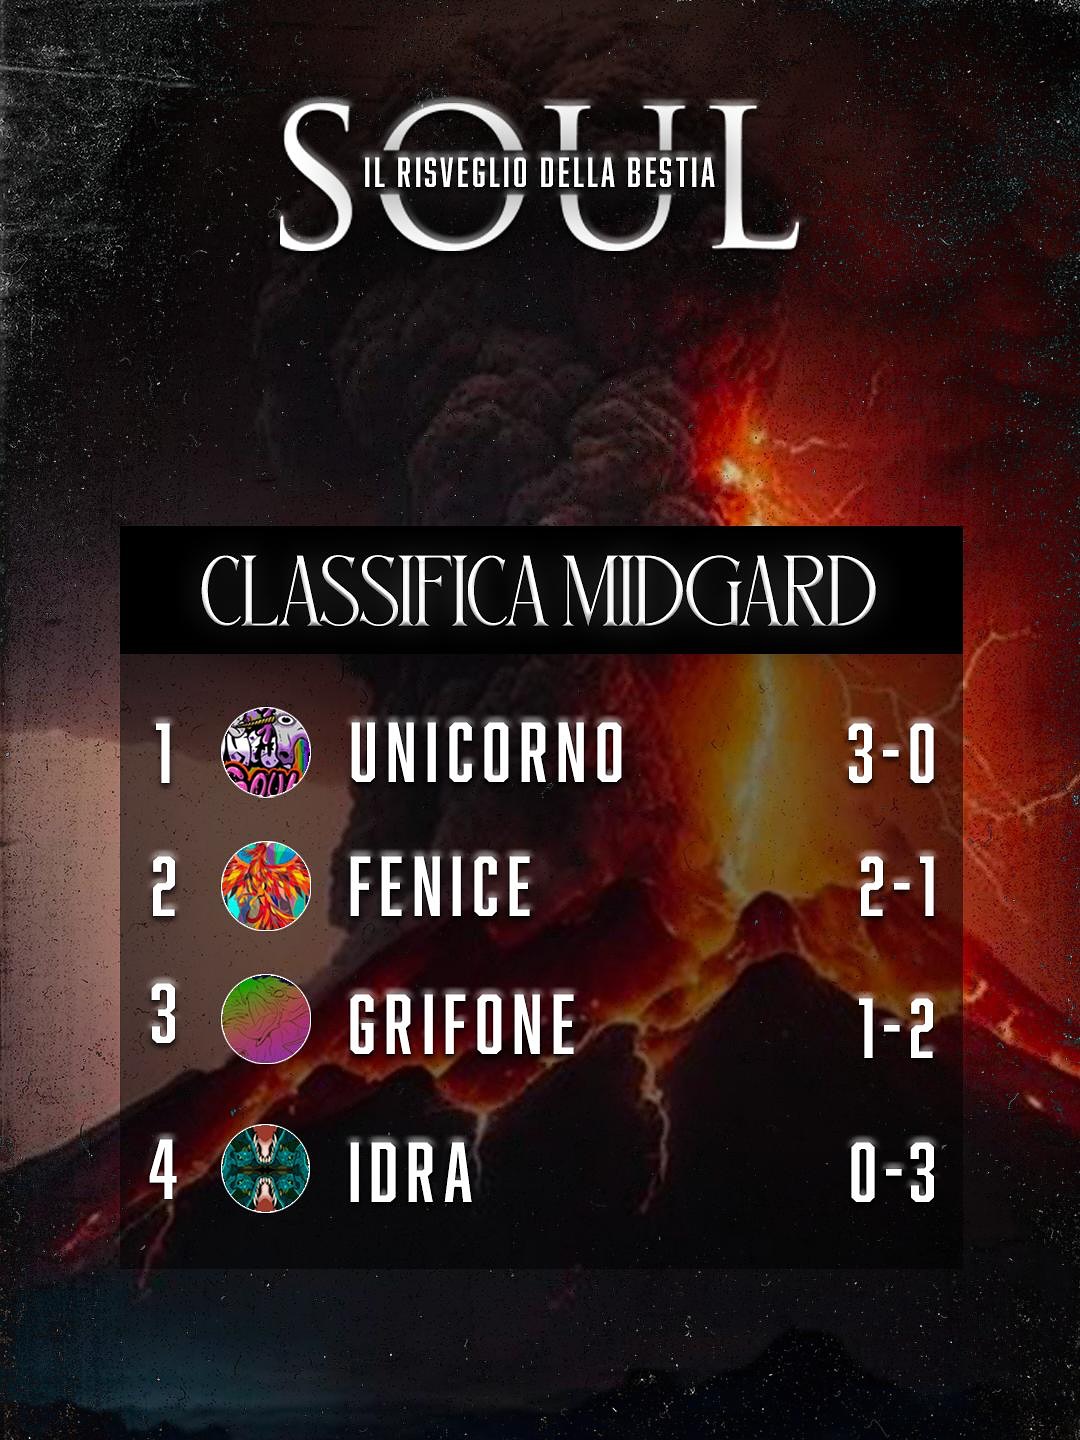 SOUL
IL RISVEGLIO DELLA BESTIA
CLASSIFICA MIDGARD
1 UNICORNO 3-0
2 FENICE 2-1
3 GRIFONE 1-2
4 IDRA 0-3